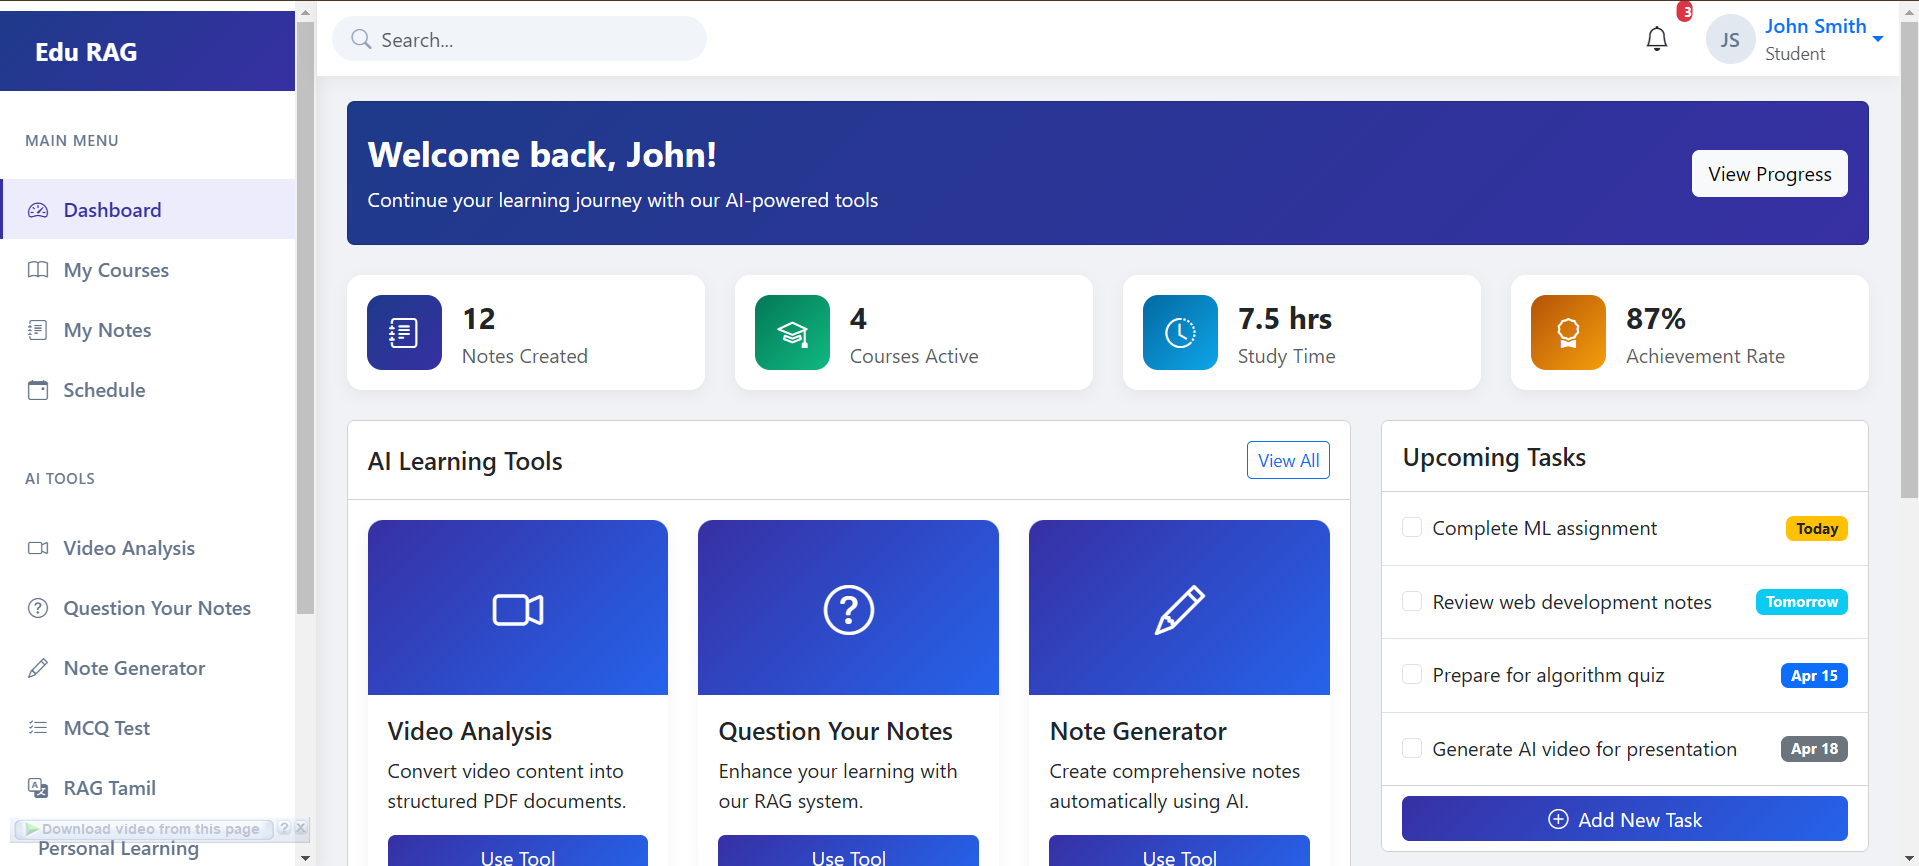 Edu RAG
MAIN MENU
Dashboard
My Courses
My Notes
Schedule
AI TOOLS
Video Analysis
Question Your Notes
Note Generator
MCQ Test
RAG Tamil
Download video from this page ? X
Personal Learning
Search...
3
JS
John Smith
Student
Welcome back, John!
Continue your learning journey with our AI-powered tools
View Progress
12
Notes Created
4
Courses Active
7.5 hrs
Study Time
87%
Achievement Rate
AI Learning Tools
View All
Video Analysis
Convert video content into
structured PDF documents.
Use Tool
Question Your Notes
Enhance your learning with
our RAG system.
Use Tool
Note Generator
Create comprehensive notes
automatically using AI.
Use Tool
Upcoming Tasks
Complete ML assignment Today
Review web development notes Tomorrow
Prepare for algorithm quiz Apr 15
Generate AI video for presentation Apr 18
Add New Task